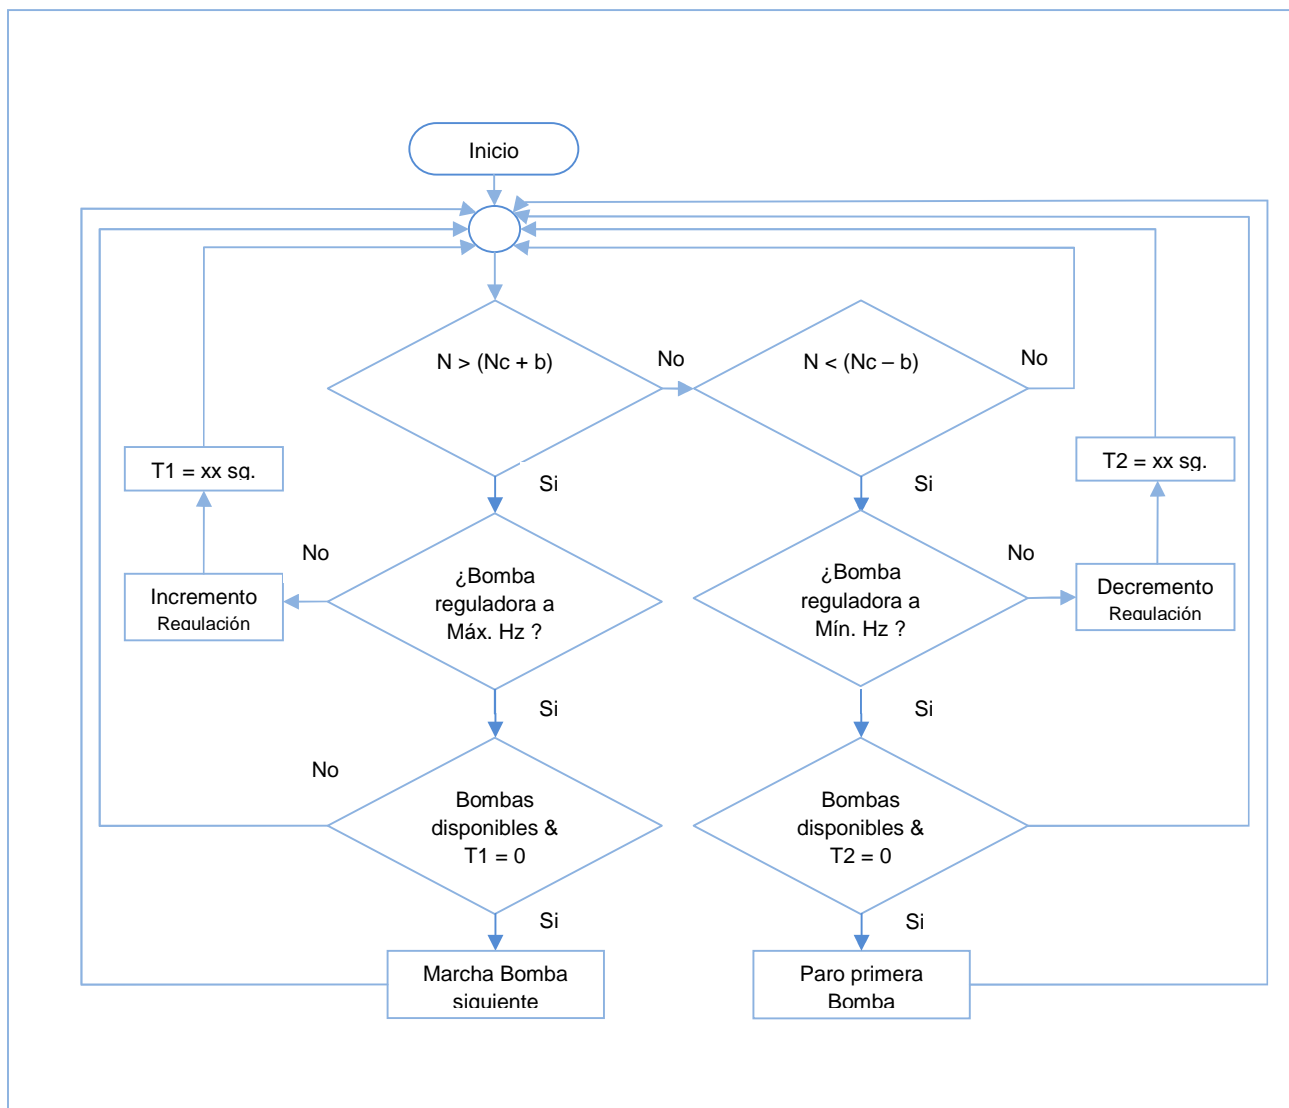 Inicio
N > (Nc + b)
No
N < (Nc – b)
No
T1 = xx sg.
T2 = xx sg.
Si
Si
No
¿Bomba
reguladora a
Máx. Hz ?
¿Bomba
reguladora a
Mín. Hz ?
No
Incremento
Regulación
Decremento
Regulación
Si
Si
No
Bombas
disponibles &
T1 = 0
Bombas
disponibles &
T2 = 0
Si
Si
Marcha Bomba
siguiente
Paro primera
Bomba